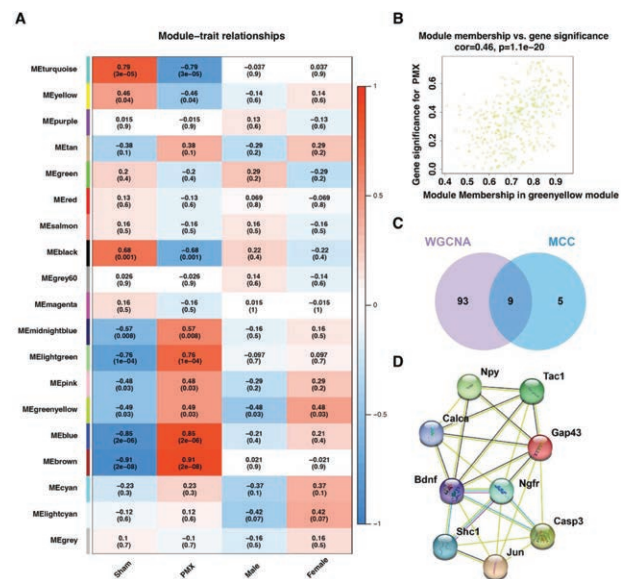 A
Module–trait relationships
MEturquoise 0.79 −0.79 −0.037 0.037
(3e−05) (3e−05) (0.9) (0.9)
MEyellow 0.46 −0.46 −0.14 0.14
(0.04) (0.04) (0.6) (0.6)
MEpurple 0.015 −0.015 0.13 −0.13
(0.9) (0.9) (0.6) (0.6)
MEtan −0.38 0.38 −0.29 0.29
(0.1) (0.1) (0.2) (0.2)
MEgreen 0.2 −0.2 0.29 −0.29
(0.4) (0.4) (0.2) (0.2)
MEred 0.13 −0.13 0.069 −0.069
(0.6) (0.6) (0.8) (0.8)
MEsalmon 0.16 −0.16 0.16 −0.16
(0.5) (0.5) (0.5) (0.5)
MEblack 0.68 −0.68 0.22 −0.22
(0.001) (0.001) (0.4) (0.4)
MEgrey60 0.026 −0.026 0.14 −0.14
(0.9) (0.9) (0.6) (0.6)
MEmagenta 0.16 −0.16 0.015 −0.015
(0.5) (0.5) (1) (1)
MEmidnightblue −0.57 0.57 −0.16 0.16
(0.008) (0.008) (0.5) (0.5)
MElightgreen −0.76 0.76 −0.097 0.097
(1e−04) (1e−04) (0.7) (0.7)
MEpink −0.48 0.48 −0.29 0.29
(0.03) (0.03) (0.2) (0.2)
MEgreenyellow −0.49 0.49 −0.48 0.48
(0.03) (0.03) (0.03) (0.03)
MEblue −0.85 0.85 −0.21 0.21
(2e−06) (2e−06) (0.4) (0.4)
MEbrown −0.91 0.91 0.021 −0.021
(2e−08) (2e−08) (0.9) (0.9)
MEcyan −0.23 0.23 −0.37 0.37
(0.3) (0.3) (0.1) (0.1)
MElightcyan −0.12 0.12 −0.42 0.42
(0.6) (0.6) (0.07) (0.07)
MEgrey 0.1 −0.1 −0.16 0.16
(0.7) (0.7) (0.5) (0.5)
Sham PMX Male Female
1
0.5
0
−0.5
−1
B
Module membership vs. gene significance
cor=0.46, p=1.1e−20
Gene significance for PMX
0.0 0.2 0.4 0.6
0.4 0.5 0.6 0.7 0.8 0.9
Module Membership in greenyellow module
C
WGCNA MCC
93 9 5
D
Npy
Tac1
Calca
Gap43
Bdnf
Ngfr
Shc1
Casp3
Jun